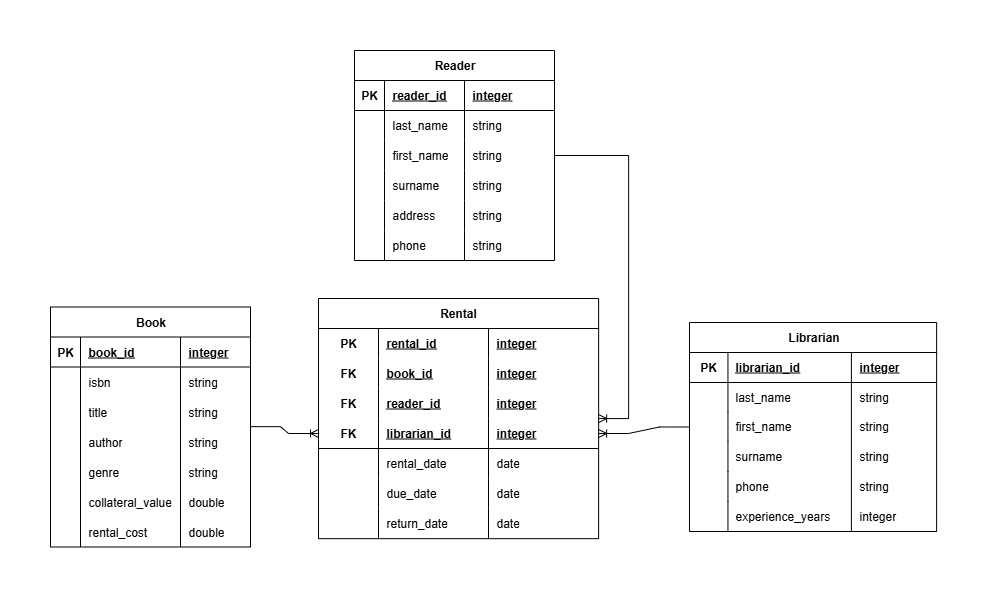 Reader
PK reader_id integer
last_name string
first_name string
surname string
address string
phone string
Book
PK book_id integer
isbn string
title string
author string
genre string
collateral_value double
rental_cost double
Rental
PK rental_id integer
FK book_id integer
FK reader_id integer
FK librarian_id integer
rental_date date
due_date date
return_date date
Librarian
PK librarian_id integer
last_name string
first_name string
surname string
phone string
experience_years integer